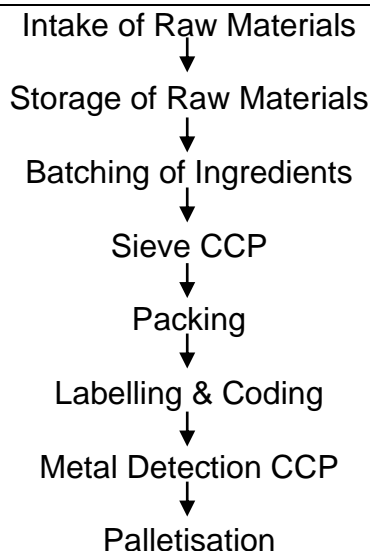 Intake of Raw Materials
Storage of Raw Materials
Batching of Ingredients
Sieve CCP
Packing
Labelling & Coding
Metal Detection CCP
Palletisation